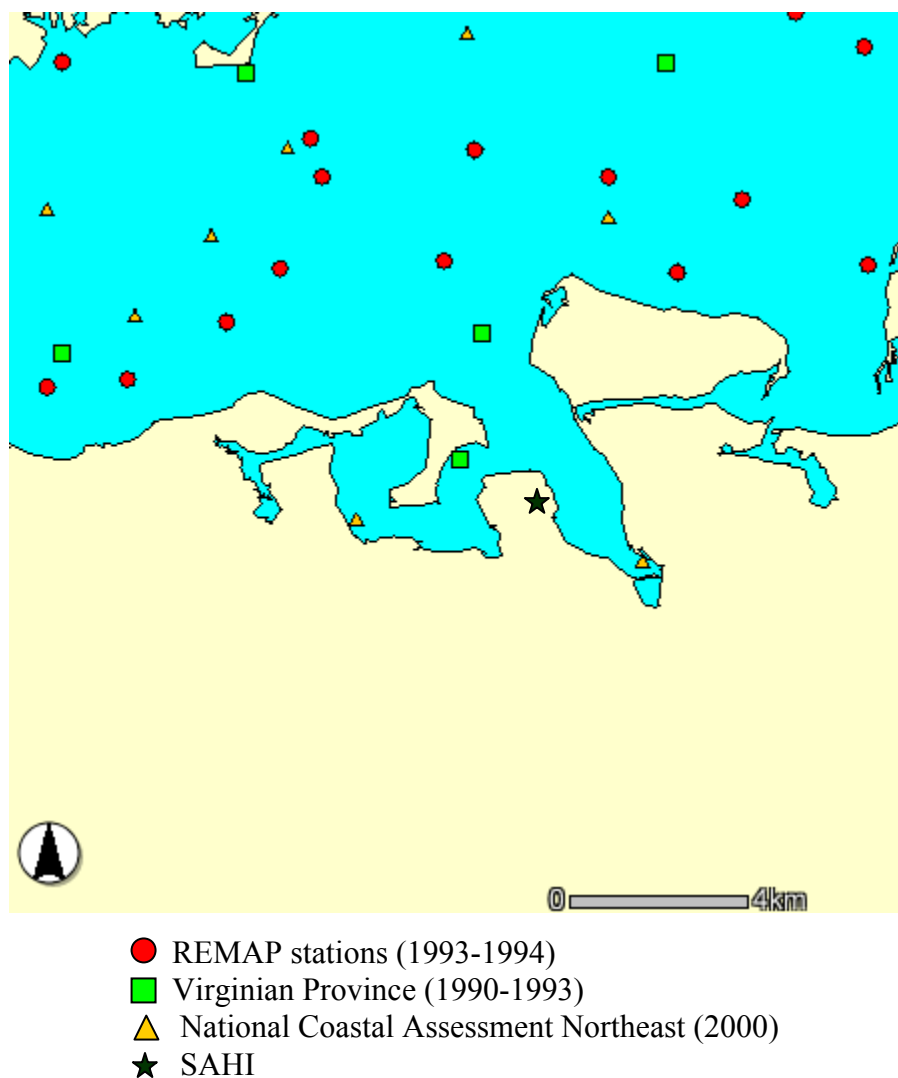 0 4km
REMAP stations (1993-1994)
Virginian Province (1990-1993)
National Coastal Assessment Northeast (2000)
SAHI